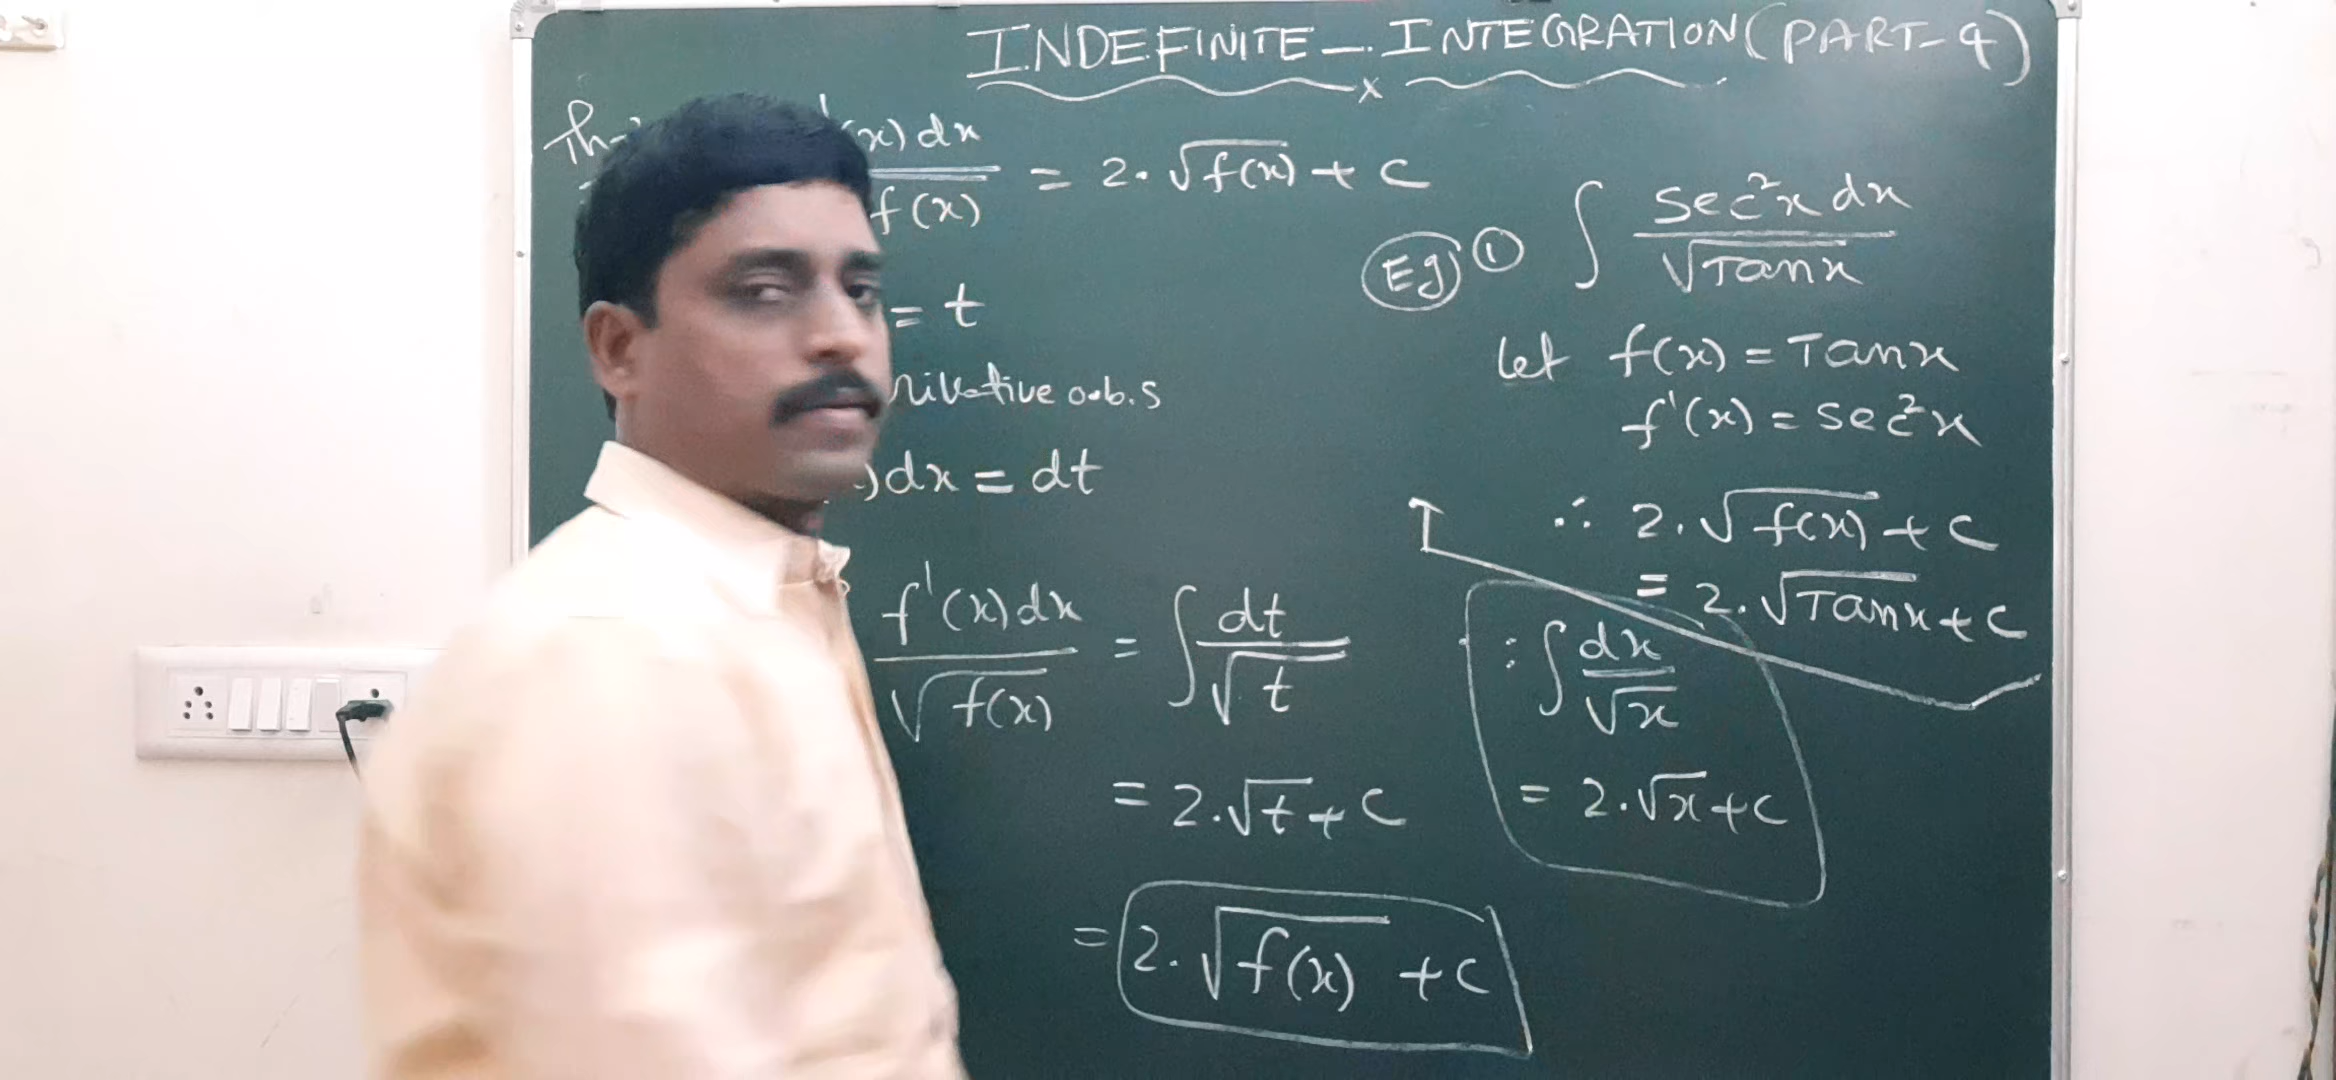 INDEFINITE - INTEGRATION (PART-4)
Th-
(x) dx
= 2·√f(x) + c
f(x)
= t
o.b.s
)dx = dt
f'(x)dx / √f(x) = ∫ dt / √t
= 2·√t + c
= 2·√f(x) + c
Eg ① ∫ sec²x dx / √Tanx
let f(x) = Tanx
f'(x) = sec²x
∴ 2·√f(x) + c
= 2·√Tanx + c
∵ ∫ dx / √x
= 2·√x + c